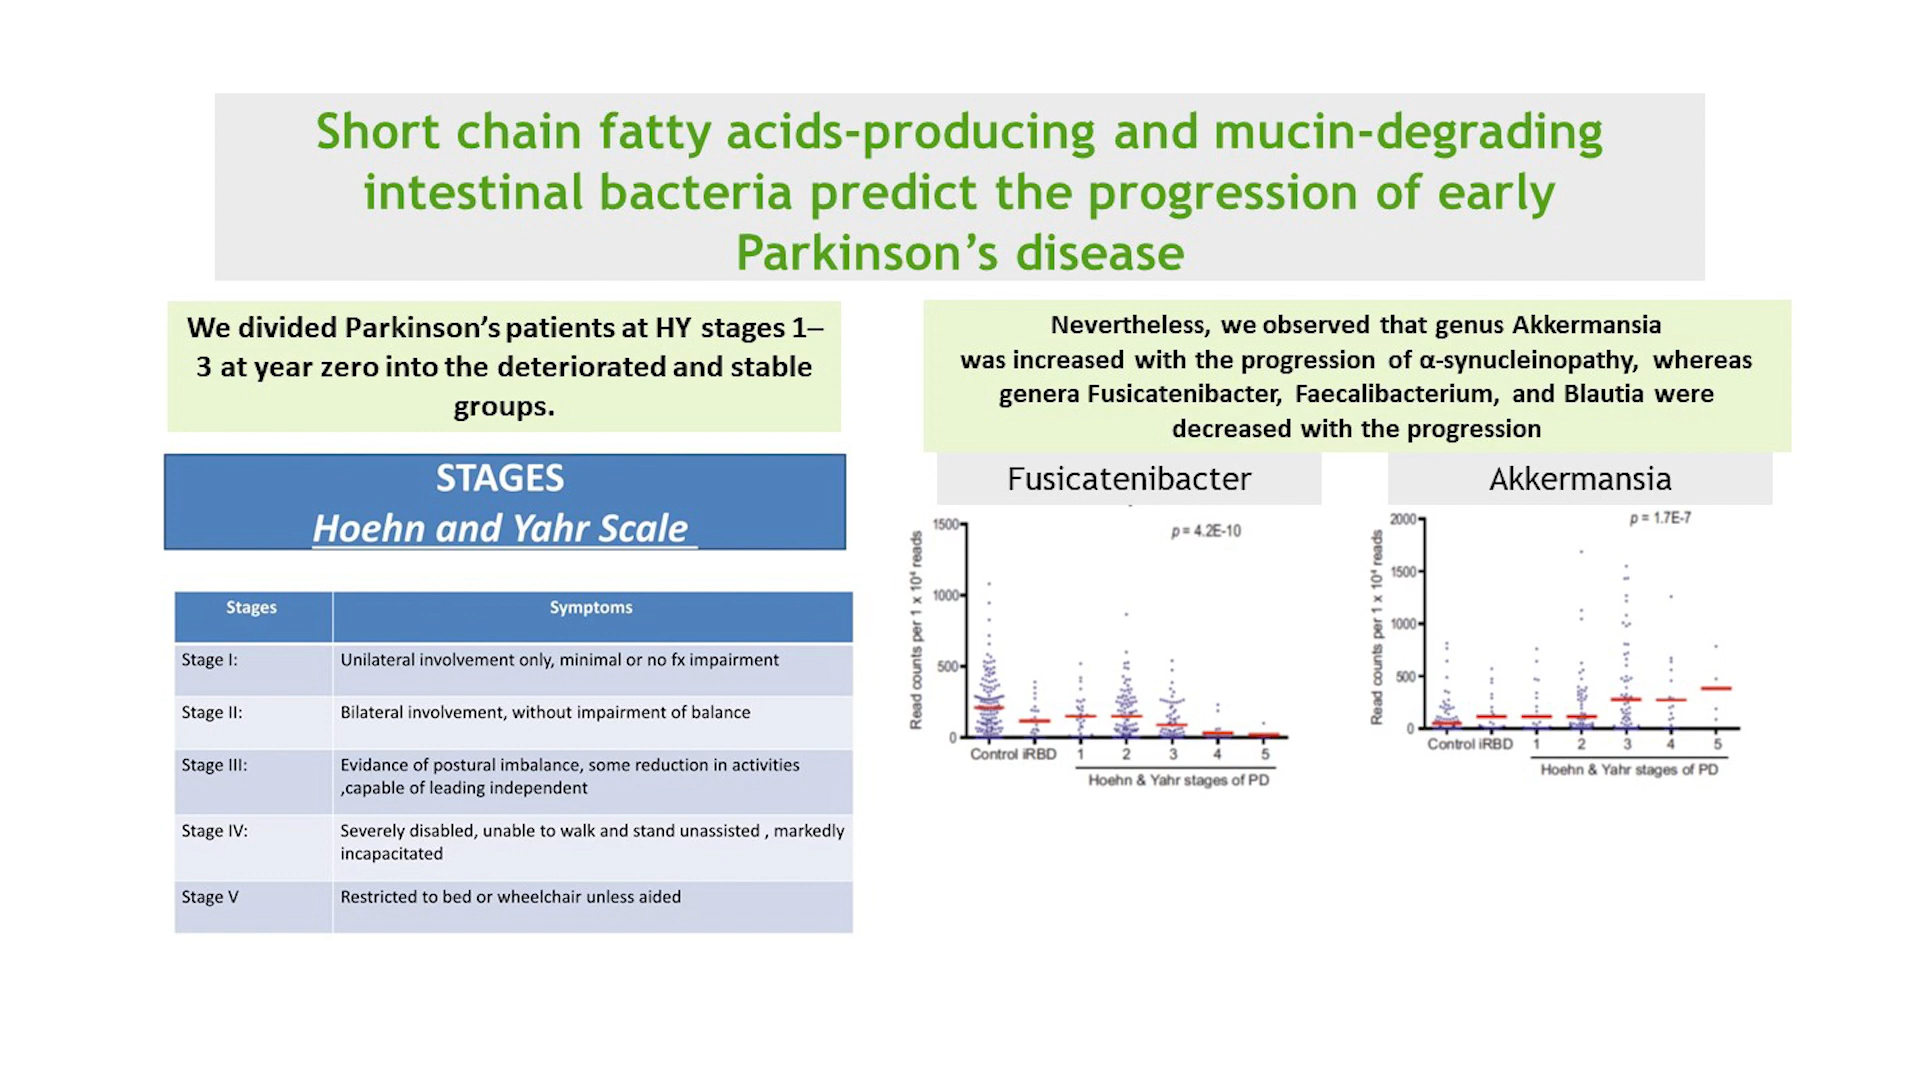 Short chain fatty acids-producing and mucin-degrading
intestinal bacteria predict the progression of early
Parkinson’s disease
We divided Parkinson’s patients at HY stages 1–
3 at year zero into the deteriorated and stable
groups.
STAGES
Hoehn and Yahr Scale
Stages Symptoms
Stage I: Unilateral involvement only, minimal or no fx impairment
Stage II: Bilateral involvement, without impairment of balance
Stage III: Evidence of postural imbalance, some reduction in activities
,capable of leading independent
Stage IV: Severely disabled, unable to walk and stand unassisted , markedly
incapacitated
Stage V Restricted to bed or wheelchair unless aided
Nevertheless, we observed that genus Akkermansia
was increased with the progression of α-synucleinopathy, whereas
genera Fusicatenibacter, Faecalibacterium, and Blautia were
decreased with the progression
Fusicatenibacter
p = 4.2E-10
Read counts per 1 x 10⁴ reads
1500
1000
500
0
Control iRBD 1 2 3 4 5
Hoehn & Yahr stages of PD
Akkermansia
p = 1.7E-7
Read counts per 1 x 10⁴ reads
2000
1500
1000
500
0
Control iRBD 1 2 3 4 5
Hoehn & Yahr stages of PD